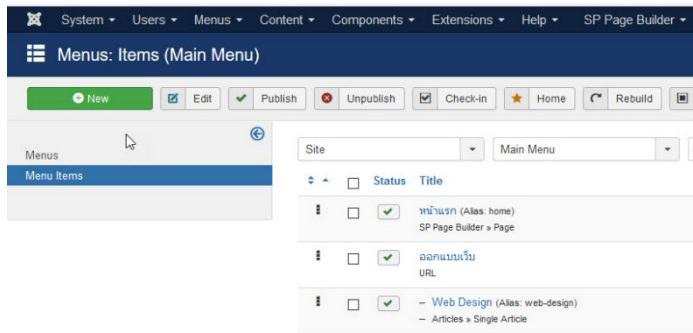 System Users Menus Content Components Extensions Help SP Page Builder
Menus: Items (Main Menu)
New Edit Publish Unpublish Check-in Home Rebuild
Menus
Menu Items
Site Main Menu
Status Title
หน้าแรก (Alias: home)
SP Page Builder » Page
ออกแบบเว็บ
URL
– Web Design (Alias: web-design)
– Articles » Single Article